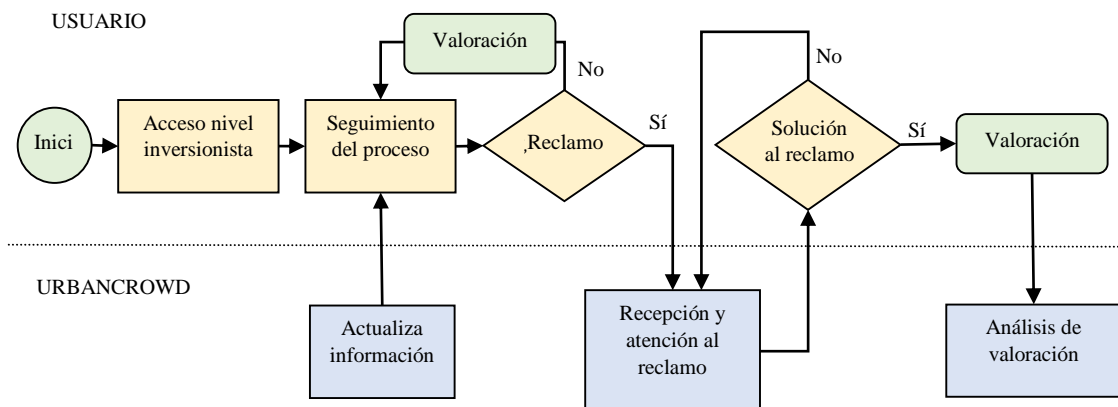 USUARIO
Valoración
No
No
Inici
Acceso nivel
inversionista
Seguimiento
del proceso
¸Reclamo
Sí
Solución
al reclamo
Sí
Valoración
URBANCROWD
Actualiza
información
Recepción y
atención al
reclamo
Análisis de
valoración